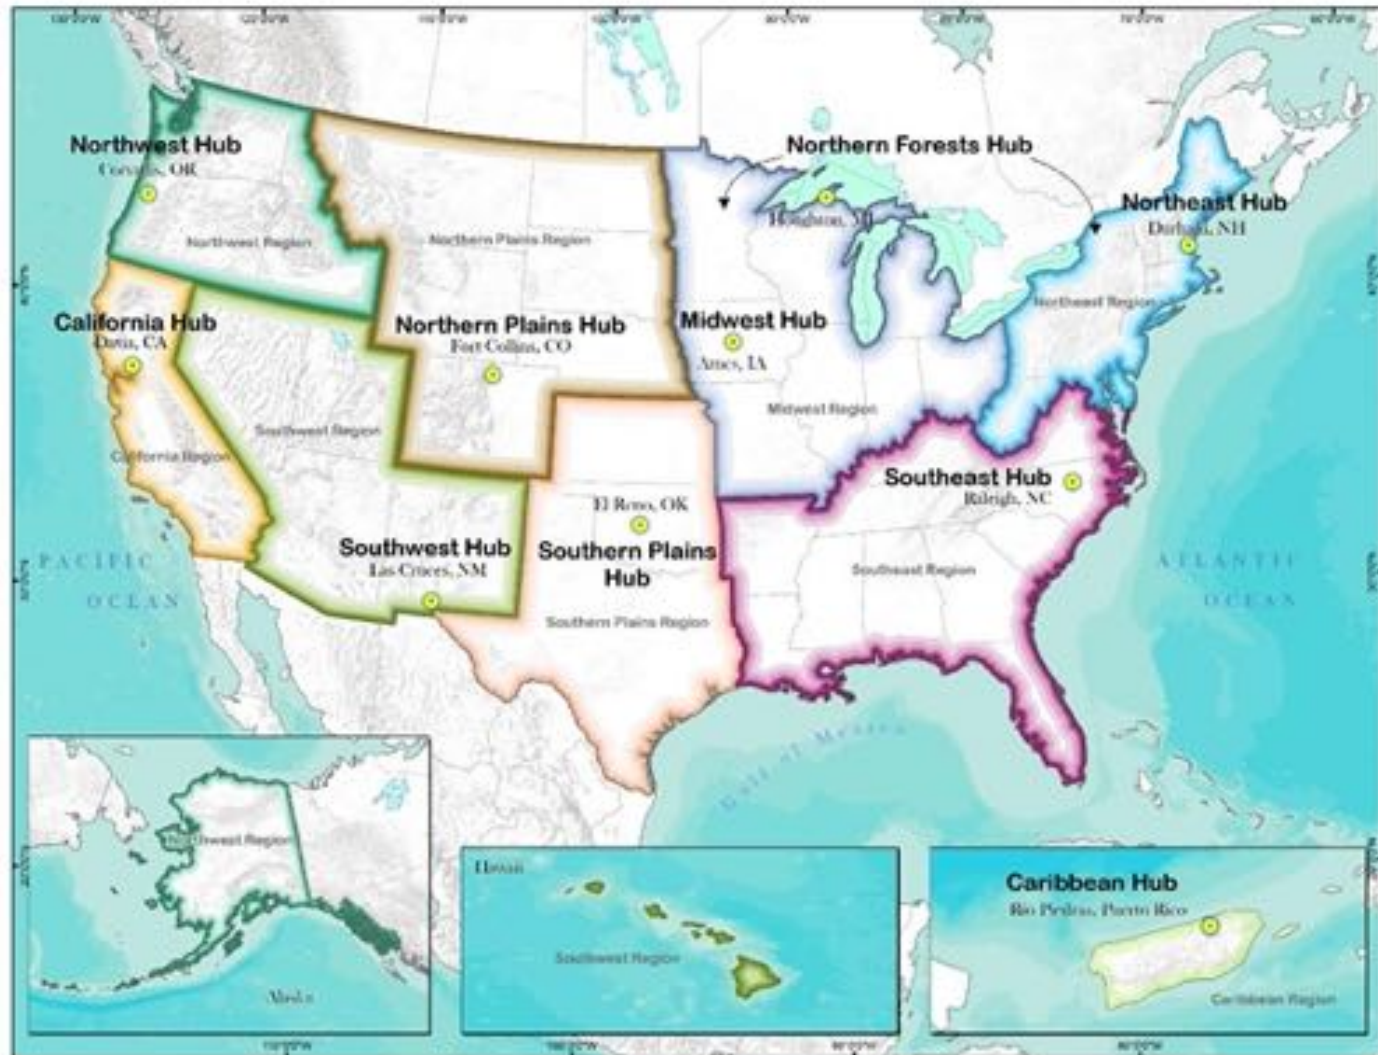 Northwest Hub
Corvallis, OR
Northwest Region
Northern Plains Region
Northern Forests Hub
Houghton, MI
Northeast Hub
Durham, NH
Northeast Region
California Hub
Davis, CA
California Region
Northern Plains Hub
Fort Collins, CO
Midwest Hub
Ames, IA
Midwest Region
Southwest Region
Southeast Hub
Raleigh, NC
Southeast Region
El Reno, OK
Southern Plains
Hub
Southern Plains Region
Southwest Hub
Las Cruces, NM
PACIFIC
OCEAN
ATLANTIC
OCEAN
Gulf of Mexico
Northwest Region
Alaska
Hawaii
Southwest Region
Caribbean Hub
Rio Piedras, Puerto Rico
Caribbean Region